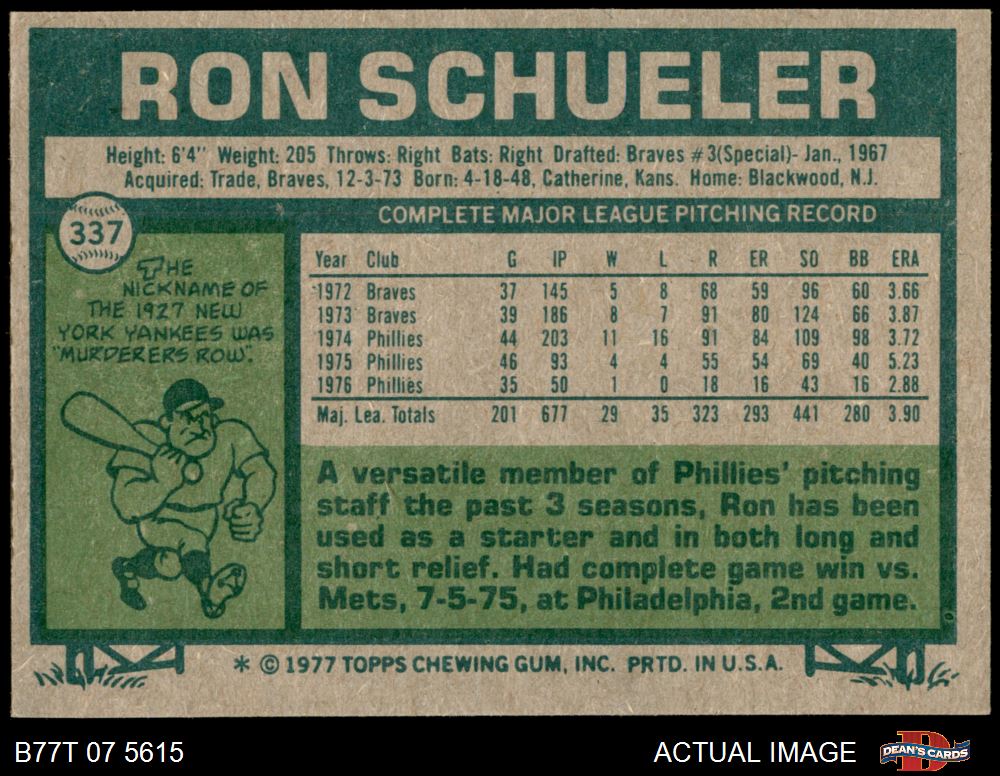 RON SCHUELER
Height: 6'4" Weight: 205 Throws: Right Bats: Right Drafted: Braves #3(Special)- Jan., 1967
Acquired: Trade, Braves, 12-3-73 Born: 4-18-48, Catherine, Kans. Home: Blackwood, N.J.
337
THE
NICKNAME OF
THE 1927 NEW
YORK YANKEES WAS
"MURDERERS ROW".
COMPLETE MAJOR LEAGUE PITCHING RECORD
Year Club G IP W L R ER SO BB ERA
1972 Braves 37 145 5 8 68 59 96 60 3.66
1973 Braves 39 186 8 7 91 80 124 66 3.87
1974 Phillies 44 203 11 16 91 84 109 98 3.72
1975 Phillies 46 93 4 4 55 54 69 40 5.23
1976 Phillies 35 50 1 0 18 16 43 16 2.88
Maj. Lea. Totals 201 677 29 35 323 293 441 280 3.90
A versatile member of Phillies' pitching
staff the past 3 seasons, Ron has been
used as a starter and in both long and
short relief. Had complete game win vs.
Mets, 7-5-75, at Philadelphia, 2nd game.
* © 1977 TOPPS CHEWING GUM, INC. PRTD. IN U.S.A.
B77T 07 5615
ACTUAL IMAGE
D
DEAN'S CARDS